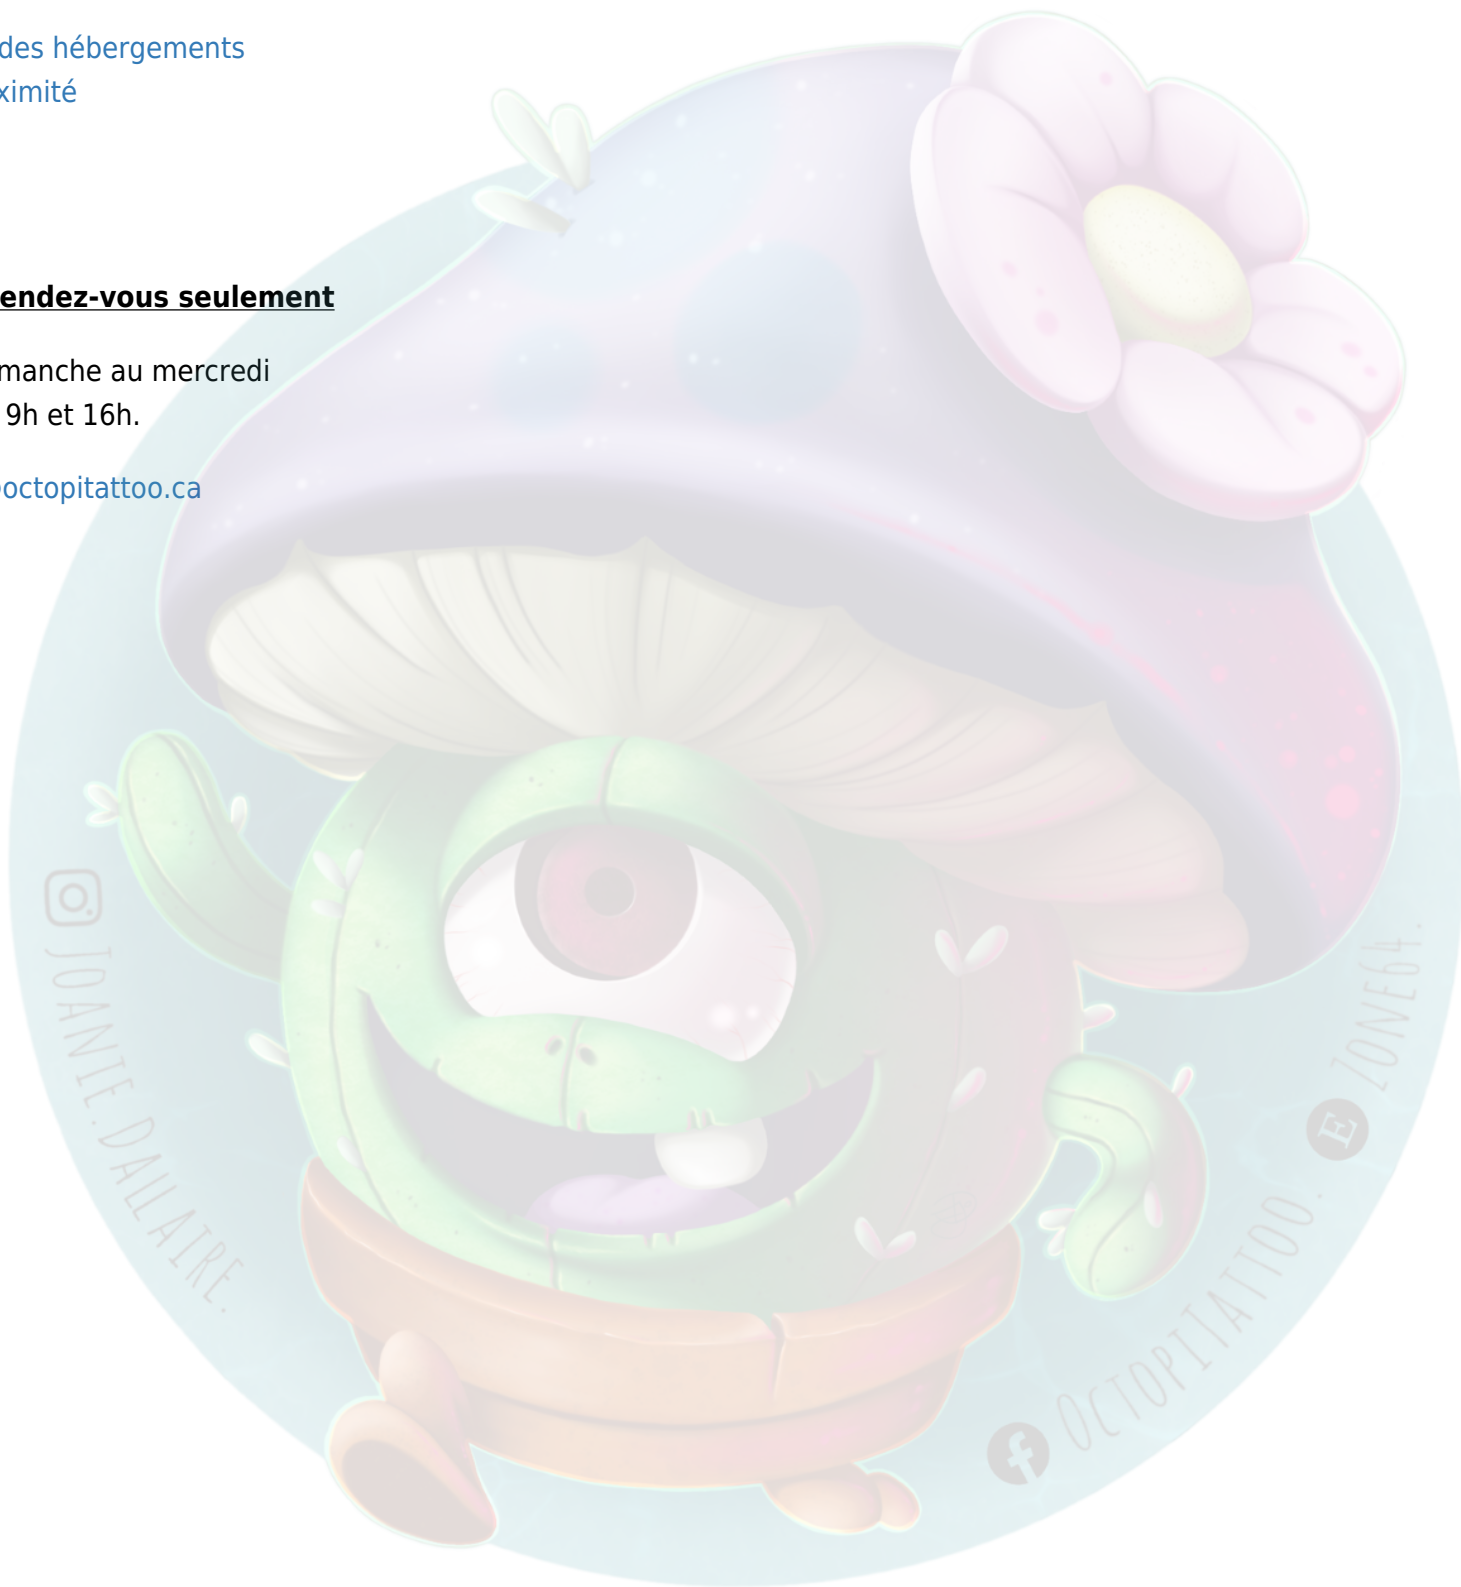 des hébergements
ximité
endez-vous seulement
manche au mercredi
9h et 16h.
@octopitattoo.ca
JOANIE.DALLAIRE.
OCTOPITATTOO.
E ZONE64.